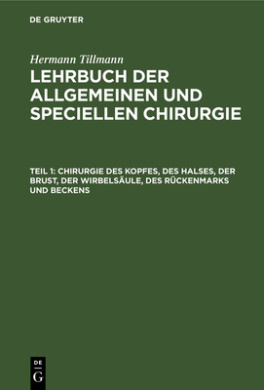 DE GRUYTER
Hermann Tillmann
LEHRBUCH DER
ALLGEMEINEN UND
SPECIELLEN CHIRURGIE
TEIL 1: CHIRURGIE DES KOPFES, DES HALSES, DER
BRUST, DER WIRBELSÄULE, DES RÜCKENMARKS
UND BECKENS
DE
G